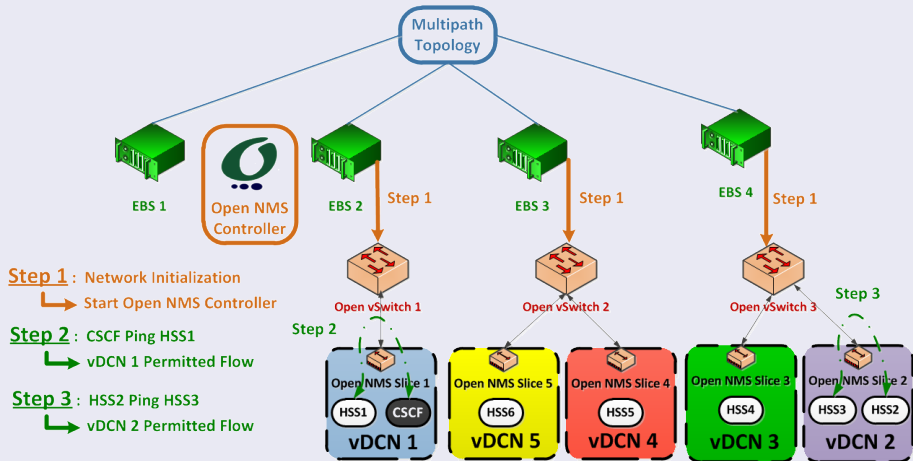 Multipath
Topology
EBS 1
Open NMS
Controller
EBS 2
Step 1
EBS 3
Step 1
EBS 4
Step 1
Step 1 : Network Initialization
Start Open NMS Controller
Step 2 : CSCF Ping HSS1
vDCN 1 Permitted Flow
Step 3 : HSS2 Ping HSS3
vDCN 2 Permitted Flow
Open vSwitch 1
Open vSwitch 2
Open vSwitch 3
Step 2
Step 3
Open NMS Slice 1
HSS1
CSCF
vDCN 1
Open NMS Slice 5
HSS6
vDCN 5
Open NMS Slice 4
HSS5
vDCN 4
Open NMS Slice 3
HSS4
vDCN 3
Open NMS Slice 2
HSS3
HSS2
vDCN 2